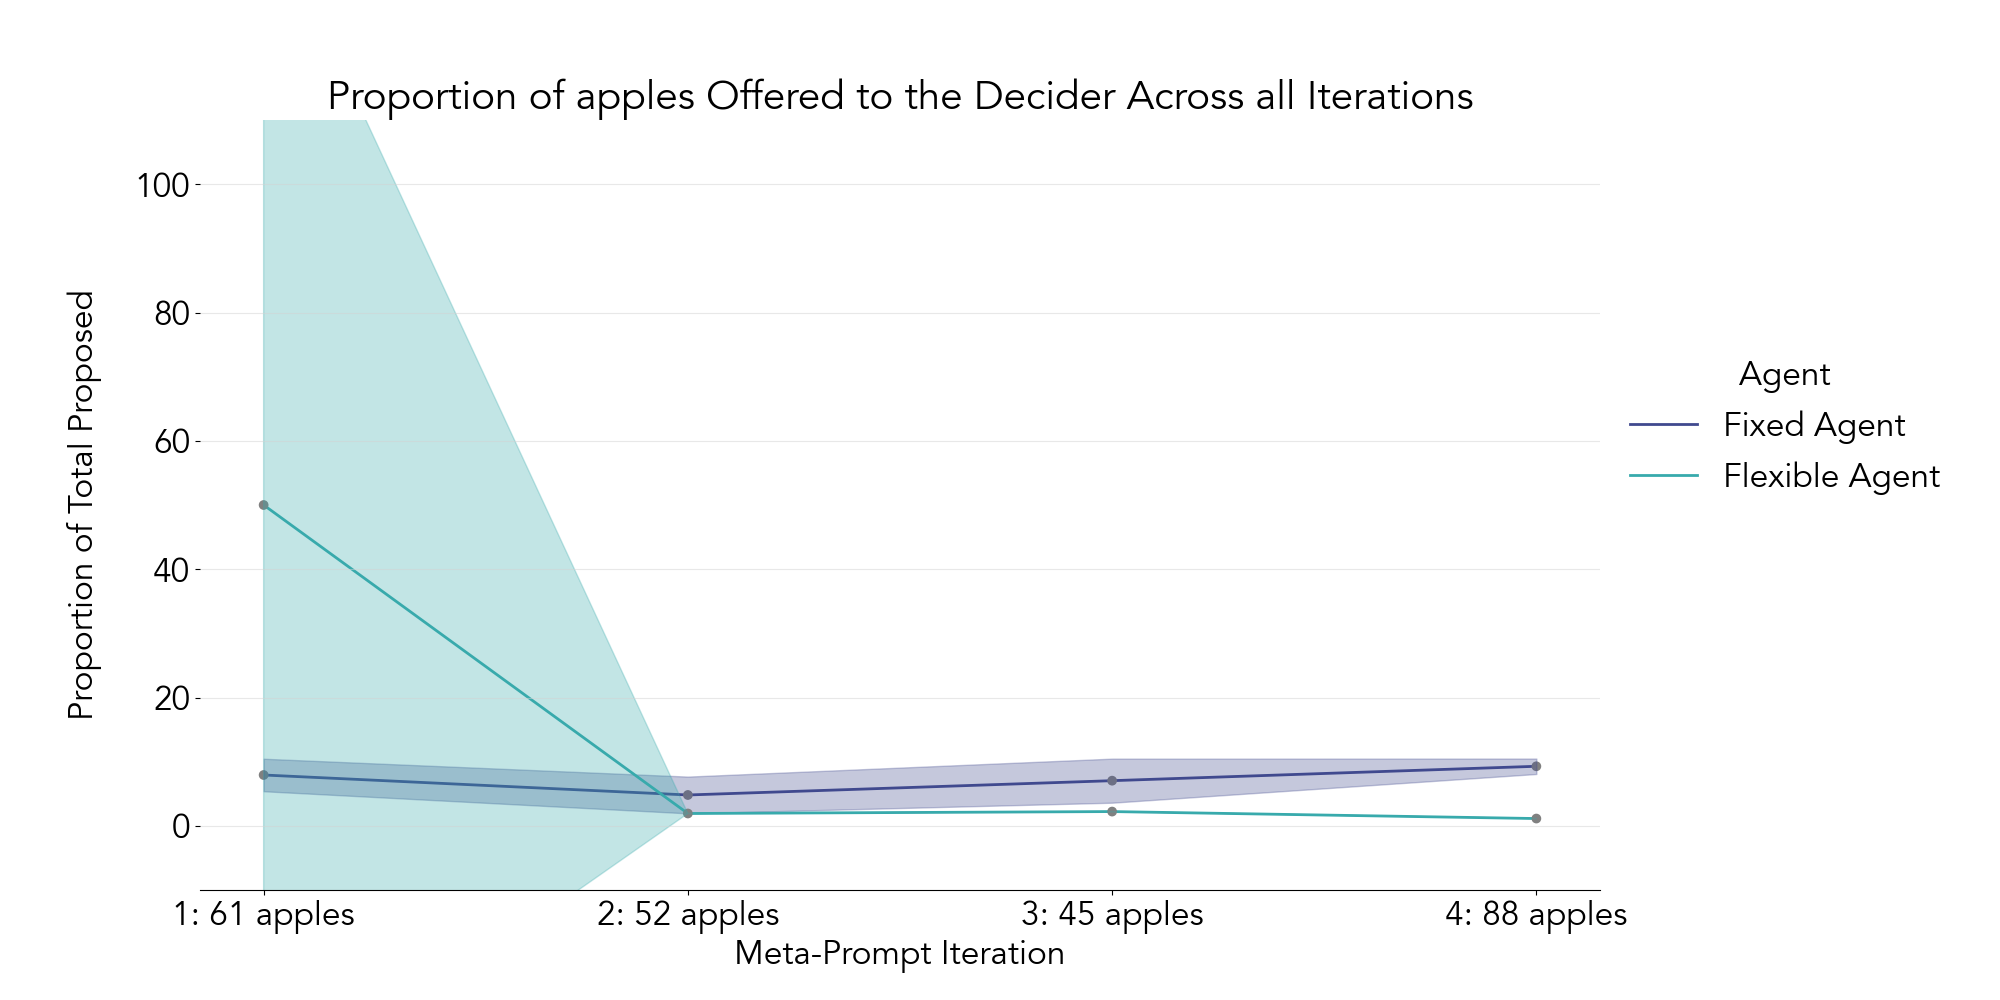 Proportion of apples Offered to the Decider Across all Iterations
Proportion of Total Proposed
100
80
60
40
20
0
1: 61 apples
2: 52 apples
3: 45 apples
4: 88 apples
Meta-Prompt Iteration
Agent
Fixed Agent
Flexible Agent